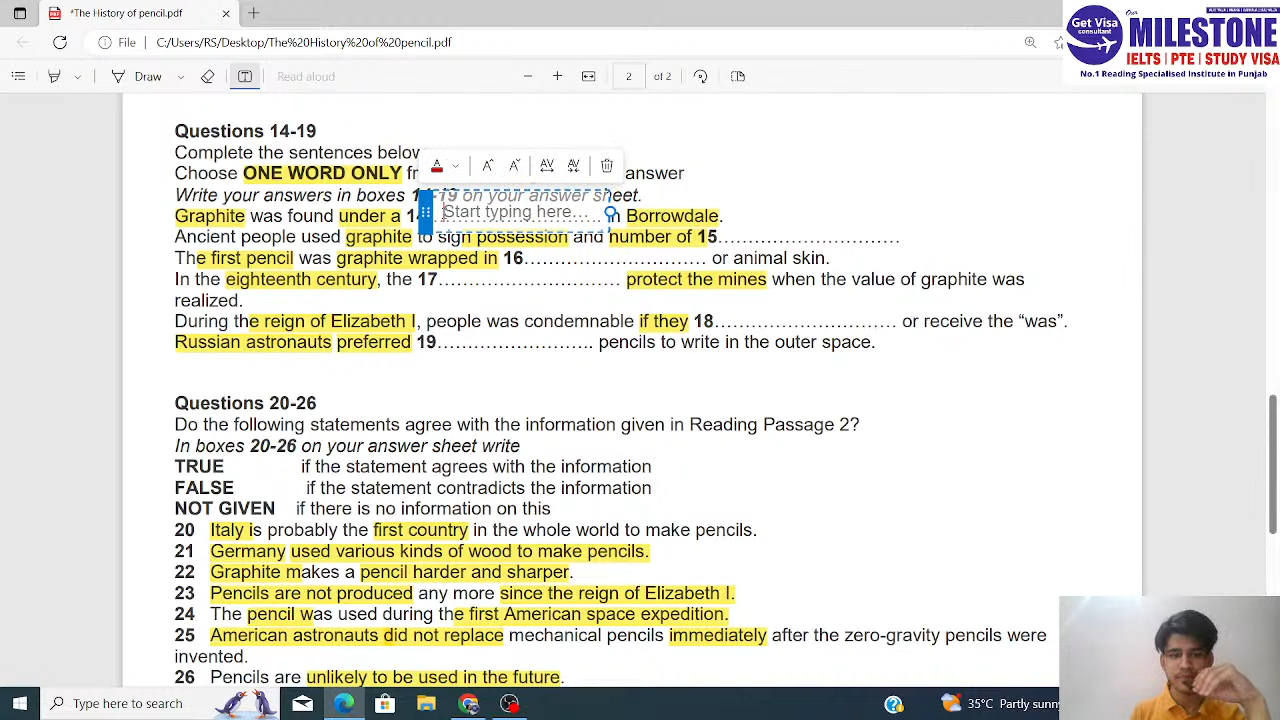 *The History of pencil.pdf
File C:/Users/RS/Desktop/The%20History%20of%20the%20pencil.pdf
Draw Read aloud 2 of 2
Get Visa consultant
Our
MILESTONE
IELTS | PTE | STUDY VISA
No.1 Reading Specialised Institute in Punjab
Questions 14-19
Complete the sentences below
Choose ONE WORD ONLY answer
Write your answers in boxes 14-19 on your answer sheet.
Graphite was found under a 14 Start typing here... in Borrowdale.
Ancient people used graphite to sign possession and number of 15…………………………
The first pencil was graphite wrapped in 16………………………… or animal skin.
In the eighteenth century, the 17………………………… protect the mines when the value of graphite was
realized.
During the reign of Elizabeth I, people was condemnable if they 18………………………… or receive the “was”.
Russian astronauts preferred 19…………………….. pencils to write in the outer space.
Questions 20-26
Do the following statements agree with the information given in Reading Passage 2?
In boxes 20-26 on your answer sheet write
TRUE if the statement agrees with the information
FALSE if the statement contradicts the information
NOT GIVEN if there is no information on this
20 Italy is probably the first country in the whole world to make pencils.
21 Germany used various kinds of wood to make pencils.
22 Graphite makes a pencil harder and sharper.
23 Pencils are not produced any more since the reign of Elizabeth I.
24 The pencil was used during the first American space expedition.
25 American astronauts did not replace mechanical pencils immediately after the zero-gravity pencils were
invented.
26 Pencils are unlikely to be used in the future.
Type here to search
35°C Partly sunny